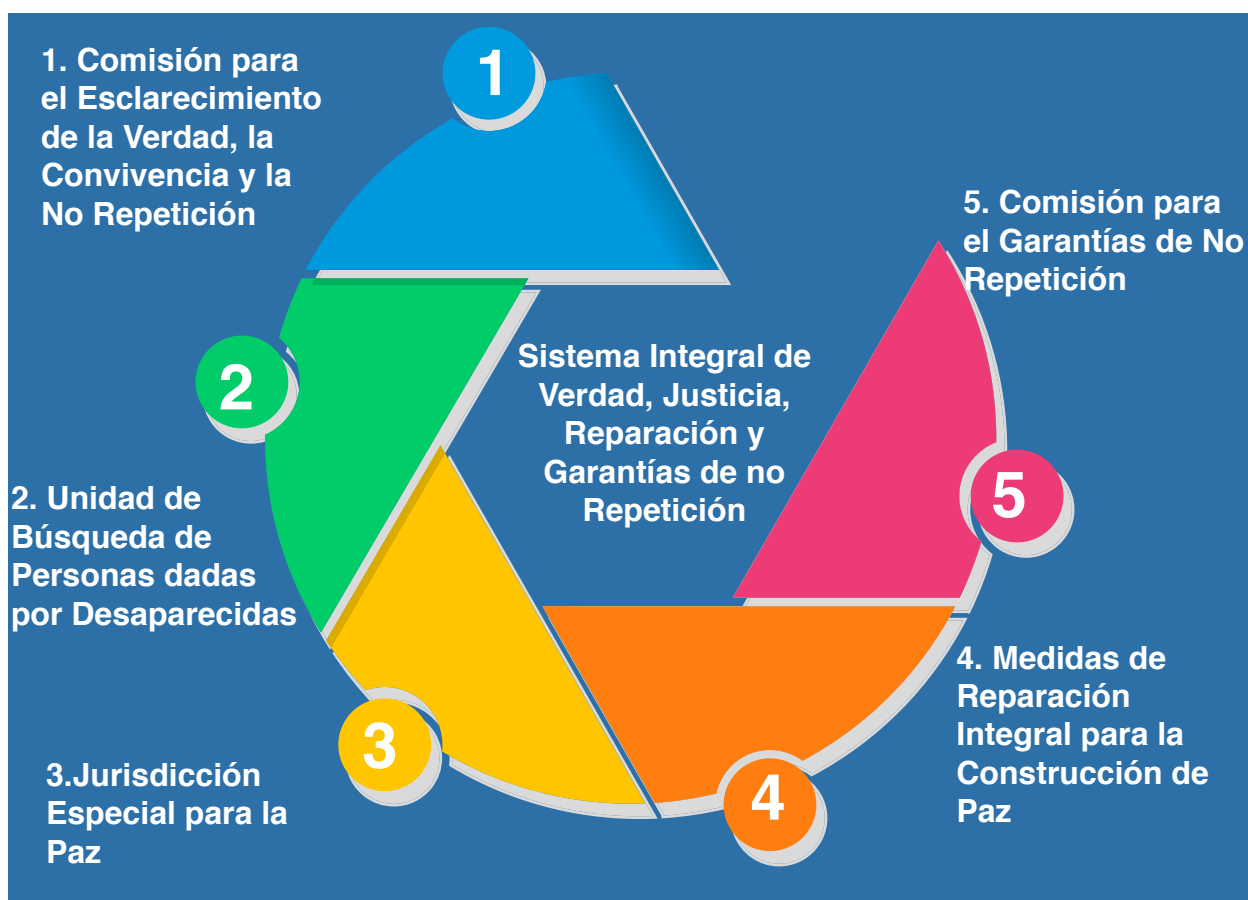 1. Comisión para
el Esclarecimiento
de la Verdad, la
Convivencia y la
No Repetición
1
5. Comisión para
el Garantías de No
Repetición
Sistema Integral de
Verdad, Justicia,
Reparación y
Garantías de no
Repetición
2
5
2. Unidad de
Búsqueda de
Personas dadas
por Desaparecidas
4. Medidas de
Reparación
Integral para la
Construcción de
Paz
3
4
3.Jurisdicción
Especial para la
Paz